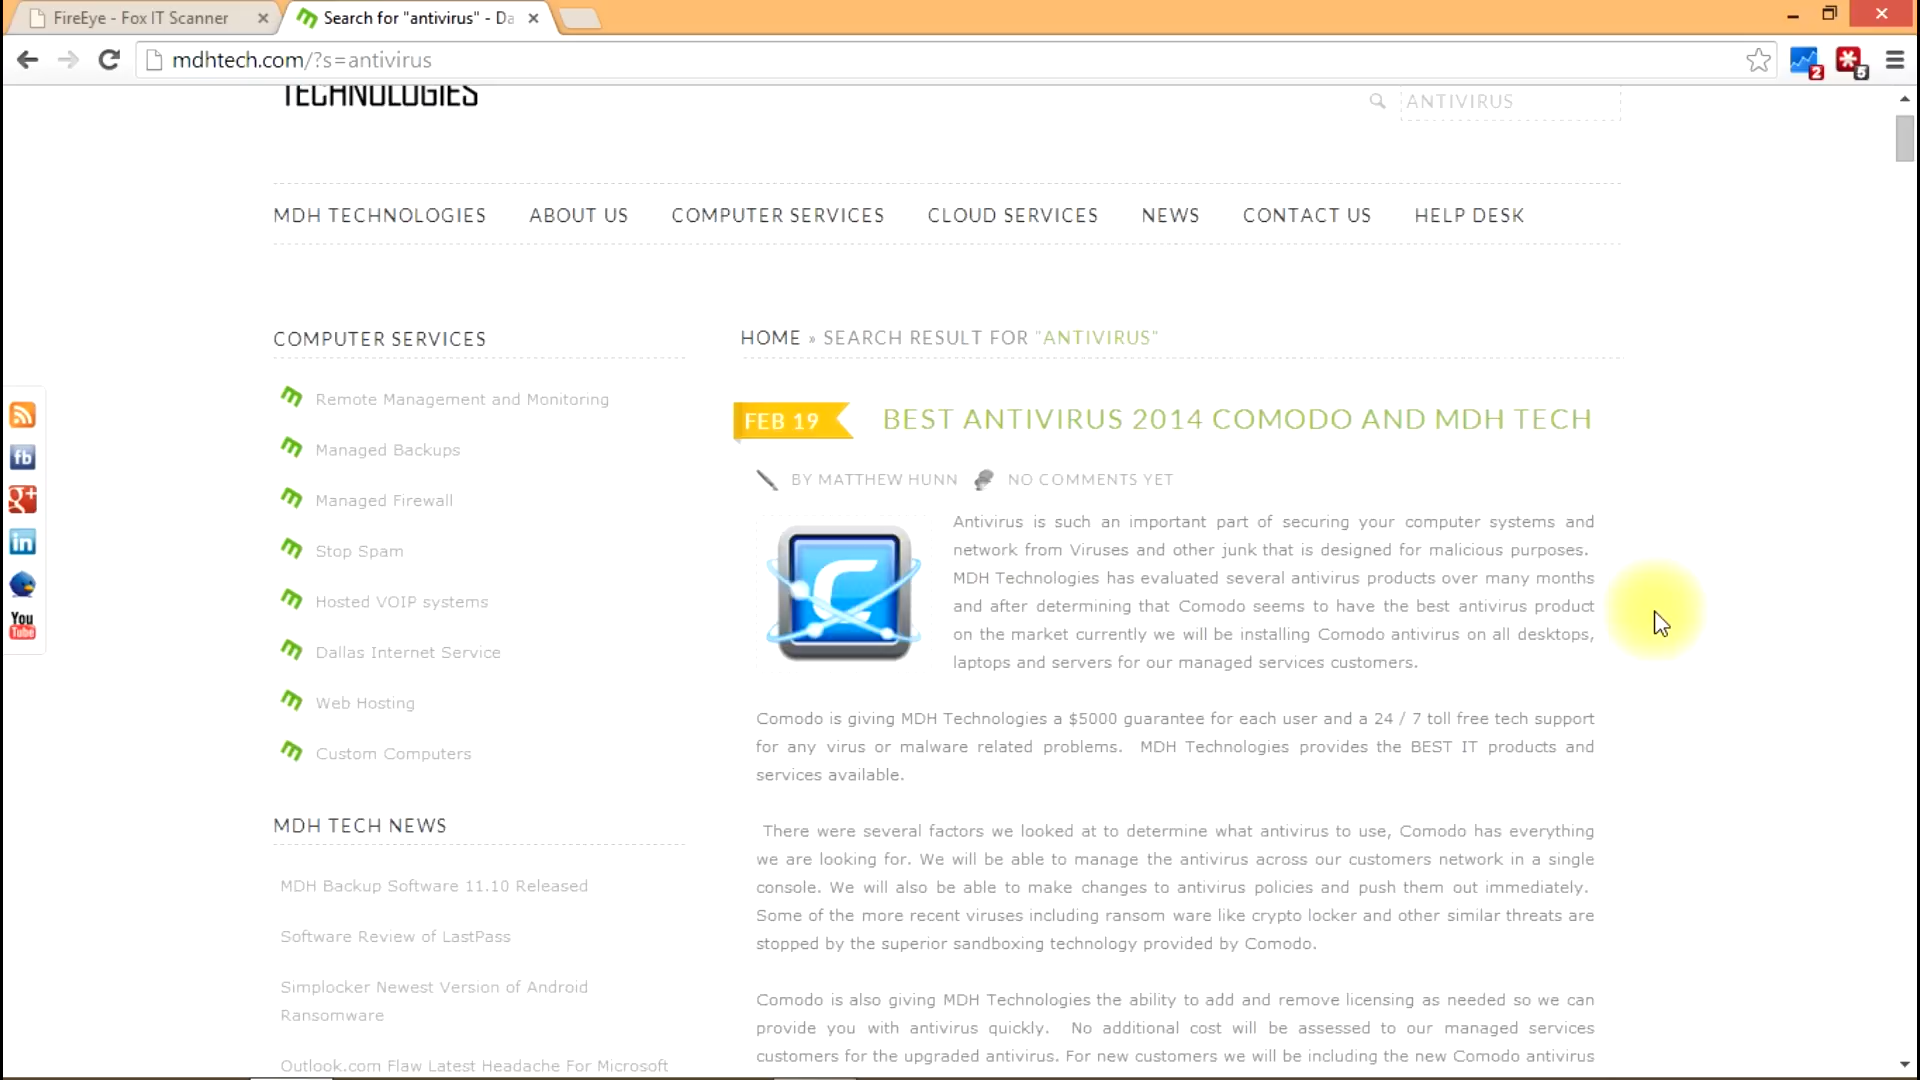 FireEye - Fox IT Scanner
Search for "antivirus" - Da
mdhtech.com/?s=antivirus
2
5
TECHNOLOGIES
ANTIVIRUS
MDH TECHNOLOGIES ABOUT US COMPUTER SERVICES CLOUD SERVICES NEWS CONTACT US HELP DESK
COMPUTER SERVICES
Remote Management and Monitoring
Managed Backups
Managed Firewall
Stop Spam
Hosted VOIP systems
Dallas Internet Service
Web Hosting
Custom Computers
MDH TECH NEWS
MDH Backup Software 11.10 Released
Software Review of LastPass
Simplocker Newest Version of Android
Ransomware
Outlook.com Flaw Latest Headache For Microsoft
fb
g+
in
You
Tube
HOME » SEARCH RESULT FOR "ANTIVIRUS"
FEB 19
BEST ANTIVIRUS 2014 COMODO AND MDH TECH
BY MATTHEW HUNN NO COMMENTS YET
C
Antivirus is such an important part of securing your computer systems and
network from Viruses and other junk that is designed for malicious purposes.
MDH Technologies has evaluated several antivirus products over many months
and after determining that Comodo seems to have the best antivirus product
on the market currently we will be installing Comodo antivirus on all desktops,
laptops and servers for our managed services customers.
Comodo is giving MDH Technologies a $5000 guarantee for each user and a 24 / 7 toll free tech support
for any virus or malware related problems. MDH Technologies provides the BEST IT products and
services available.
There were several factors we looked at to determine what antivirus to use, Comodo has everything
we are looking for. We will be able to manage the antivirus across our customers network in a single
console. We will also be able to make changes to antivirus policies and push them out immediately.
Some of the more recent viruses including ransom ware like crypto locker and other similar threats are
stopped by the superior sandboxing technology provided by Comodo.
Comodo is also giving MDH Technologies the ability to add and remove licensing as needed so we can
provide you with antivirus quickly. No additional cost will be assessed to our managed services
customers for the upgraded antivirus. For new customers we will be including the new Comodo antivirus